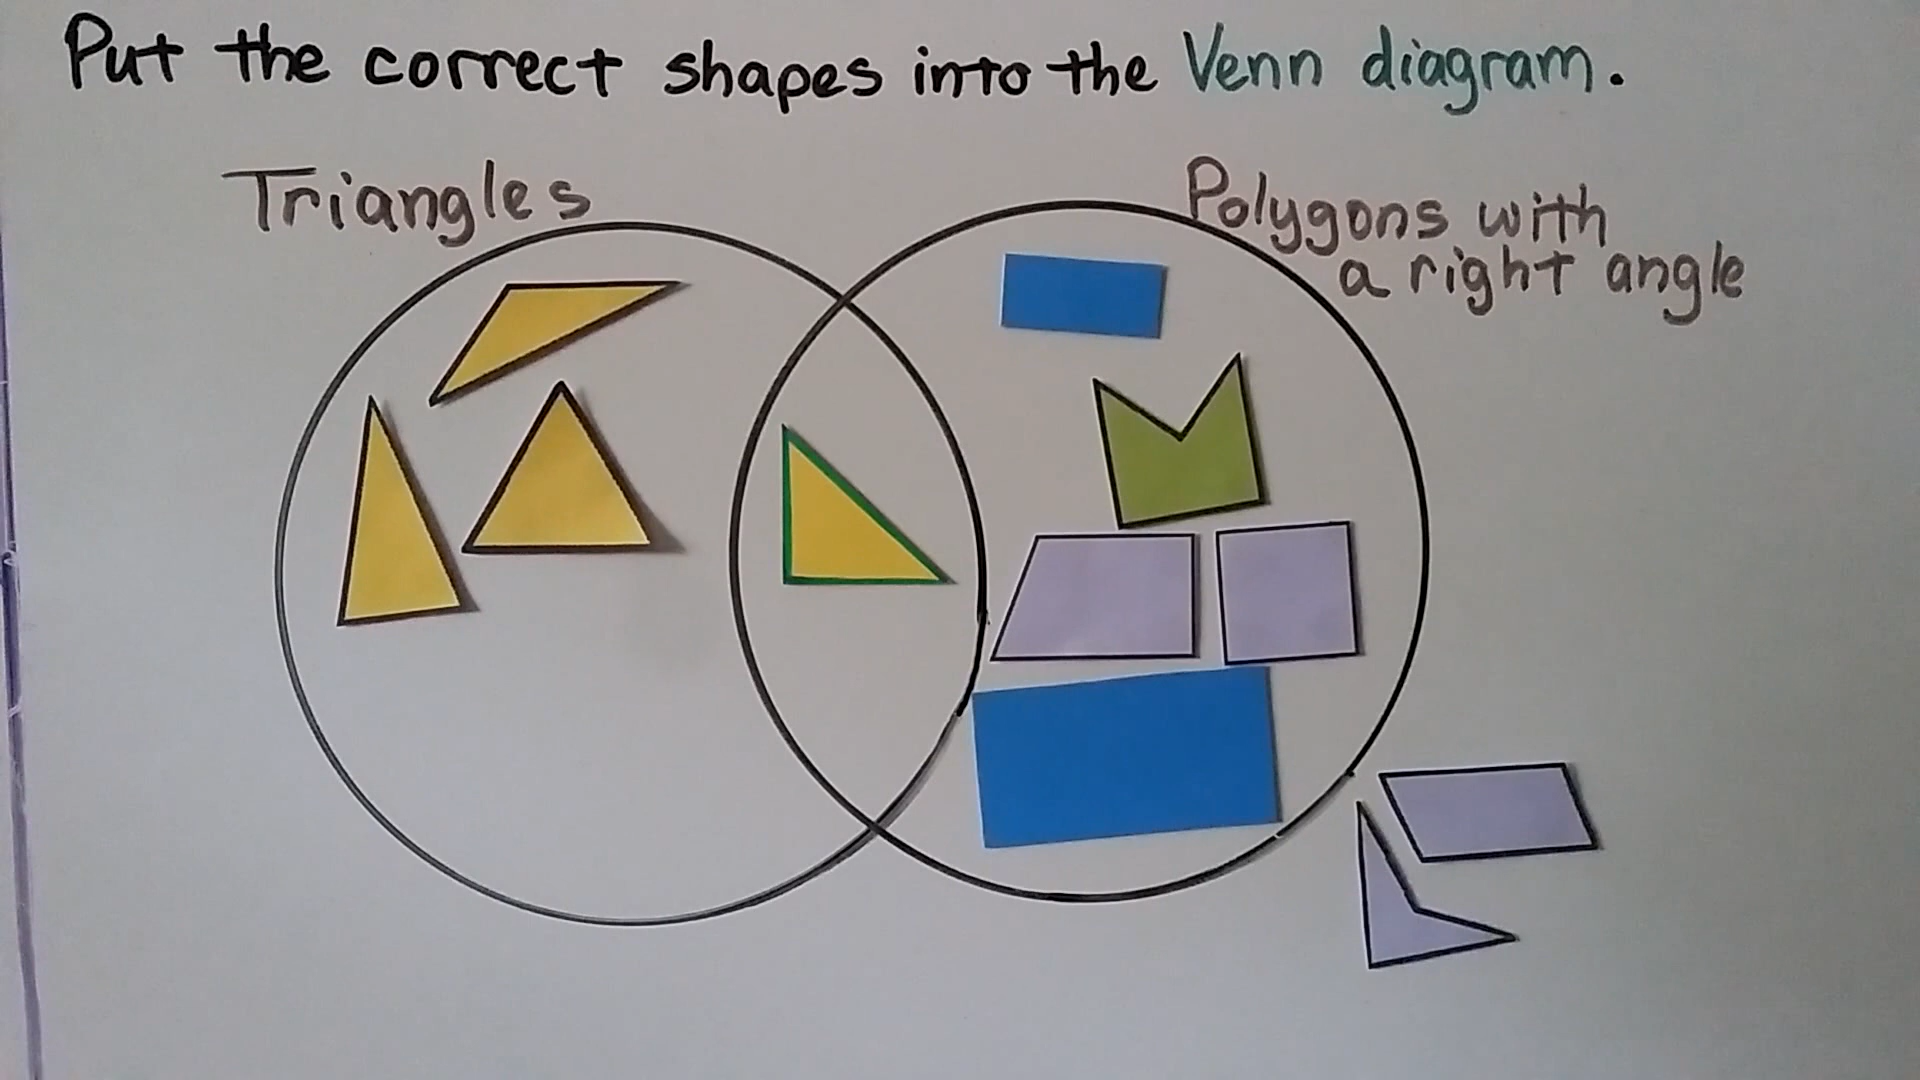 Put the correct shapes into the Venn diagram.
Triangles
Polygons with
a right angle